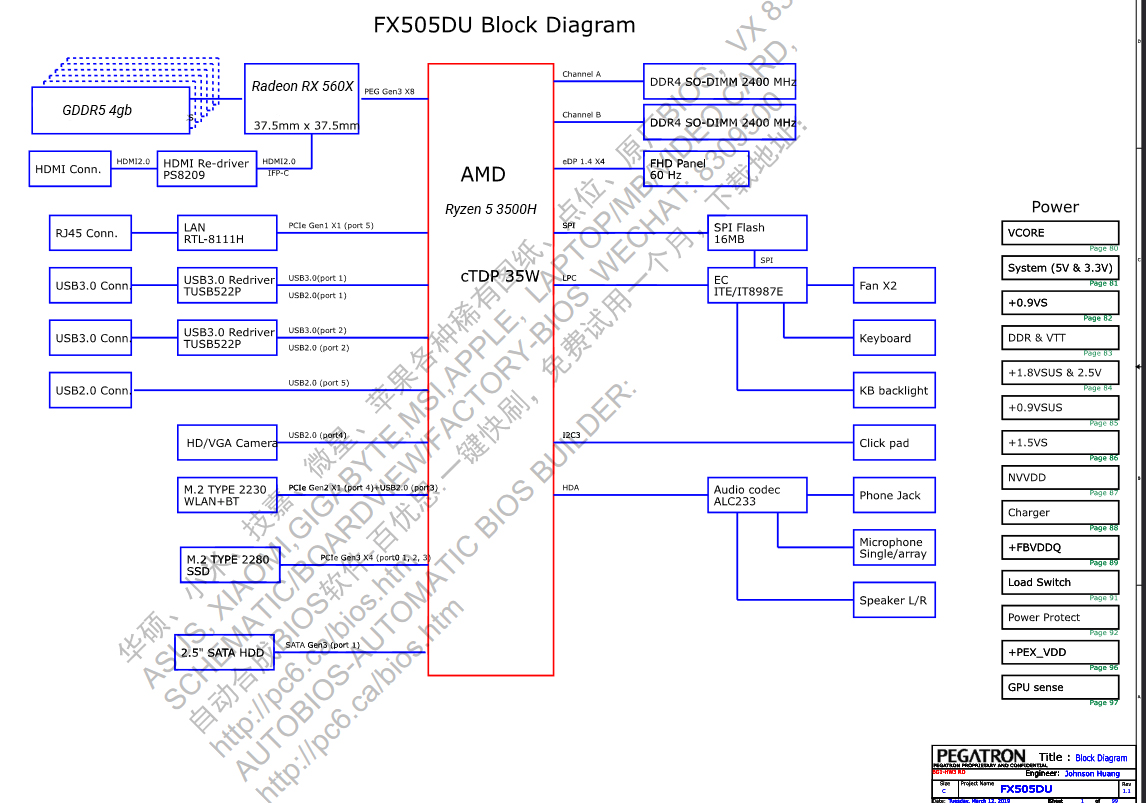 FX505DU Block Diagram
GDDR5 4gb
Radeon RX 560X
37.5mm x 37.5mm
PEG Gen3 X8
HDMI Conn.
HDMI2.0
HDMI Re-driver
PS8209
HDMI2.0
IFP-C
RJ45 Conn.
LAN
RTL-8111H
PCIe Gen1 X1 (port 5)
USB3.0 Conn.
USB3.0 Redriver
TUSB522P
USB3.0(port 1)
USB2.0(port 1)
USB3.0 Conn.
USB3.0 Redriver
TUSB522P
USB3.0(port 2)
USB2.0 (port 2)
USB2.0 Conn.
USB2.0 (port 5)
HD/VGA Camera
USB2.0 (port4)
M.2 TYPE 2230
WLAN+BT
PCIe Gen2 X1 (port 4)+USB2.0 (port3)
M.2 TYPE 2280
SSD
PCIe Gen3 X4 (port0 1, 2, 3)
2.5" SATA HDD
SATA Gen3 (port 1)
AMD
Ryzen 5 3500H
cTDP 35W
Channel A
DDR4 SO-DIMM 2400 MHz
Channel B
DDR4 SO-DIMM 2400 MHz
eDP 1.4 X4
FHD Panel
60 Hz
SPI
SPI Flash
16MB
SPI
LPC
EC
ITE/IT8987E
Fan X2
Keyboard
KB backlight
I2C3
Click pad
HDA
Audio codec
ALC233
Phone Jack
Microphone
Single/array
Speaker L/R
Power
VCORE
Page 80
System (5V & 3.3V)
Page 81
+0.9VS
Page 82
DDR & VTT
Page 83
+1.8VSUS & 2.5V
Page 84
+0.9VSUS
Page 85
+1.5VS
Page 86
NVVDD
Page 87
Charger
Page 88
+FBVDDQ
Page 89
Load Switch
Page 91
Power Protect
Page 92
+PEX_VDD
Page 96
GPU sense
Page 97
华硕、小米、技嘉、微星、苹果各种稀有图纸、点位、原厂BIOS、VX 83
ASUS, XIAOMI,GIGABYTE,MSI,APPLE, LAPTOP/MB/VIDEO CARD,
SCHEMATIC/BOARDVIEW/FACTORY-BIOS WECHAT: 8309500
自动合成BIOS软件 百优思 一键快刷，免费试用一个月，下载地址:
http://pc6.ca/bios.htm
AUTOBIOS-AUTOMATIC BIOS BUILDER:
http://pc6.ca/bios.htm
PEGATRON
Title : Block Diagram
PEGATRON PROPRIETARY AND CONFIDENTIAL
Engineer: Johnson Huang
Size
C
Project Name
FX505DU
Rev
1.1
Date: Tuesday, March 12, 2019
Sheet 1 of 99